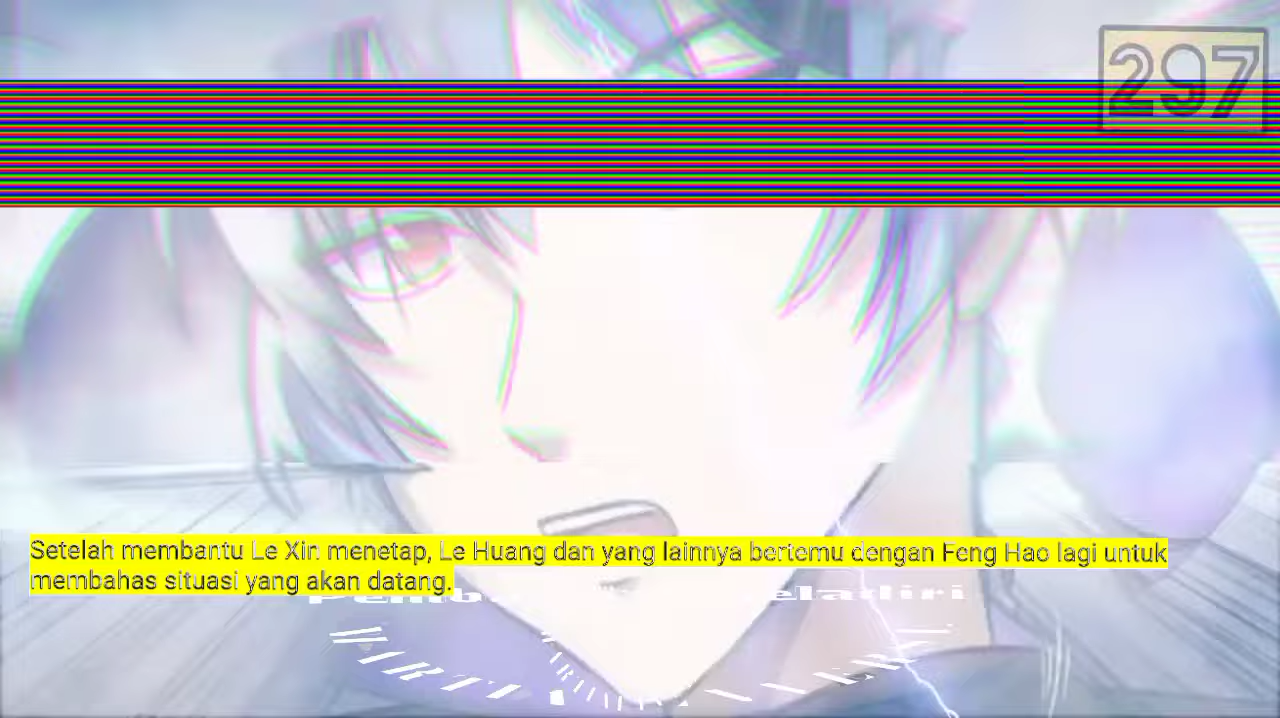 297
Setelah membantu Le Xin menetap, Le Huang dan yang lainnya bertemu dengan Feng Hao lagi untuk
membahas situasi yang akan datang.